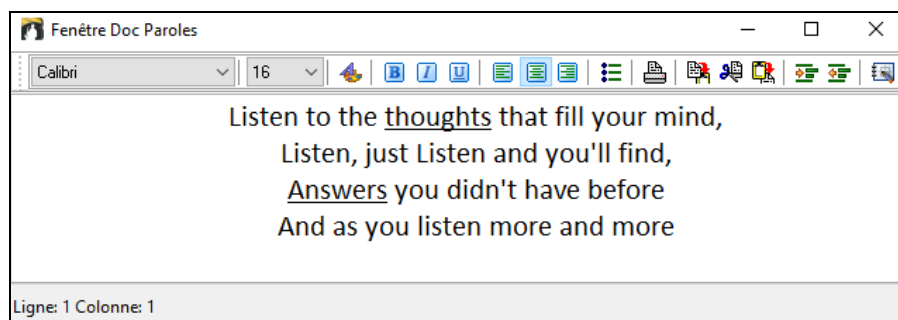 Fenêtre Doc Paroles
Calibri 16 B I U
Listen to the thoughts that fill your mind,
Listen, just Listen and you'll find,
Answers you didn't have before
And as you listen more and more
Ligne: 1 Colonne: 1